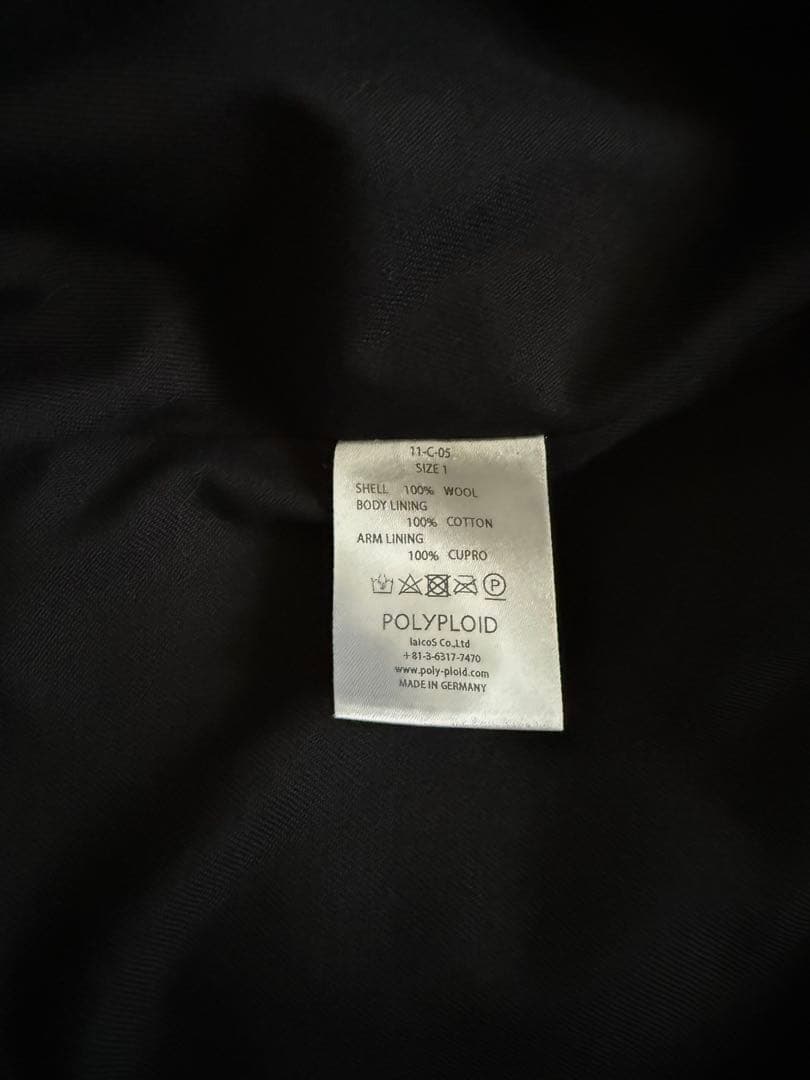 11-C-05
SIZE 1
SHELL 100% WOOL
BODY LINING
100% COTTON
ARM LINING
100% CUPRO
P
POLYPLOID
laicoS Co.,Ltd
+81-3-6317-7470
www.poly-ploid.com
MADE IN GERMANY